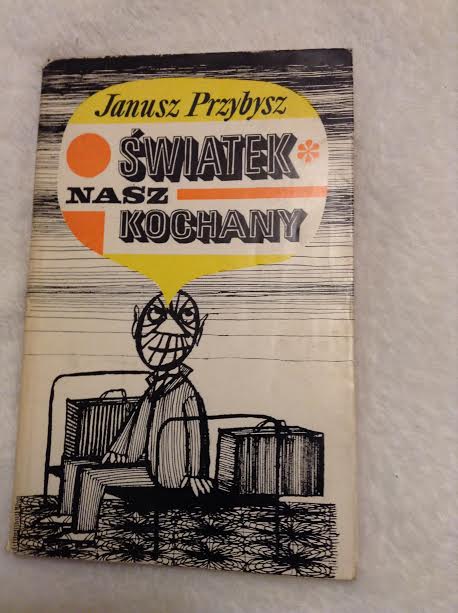 Janusz Przybysz
ŚWIATEK*
NASZ
KOCHANY